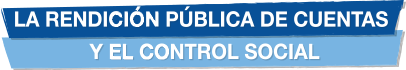 LA RENDICIÓN PÚBLICA DE CUENTAS
Y EL CONTROL SOCIAL